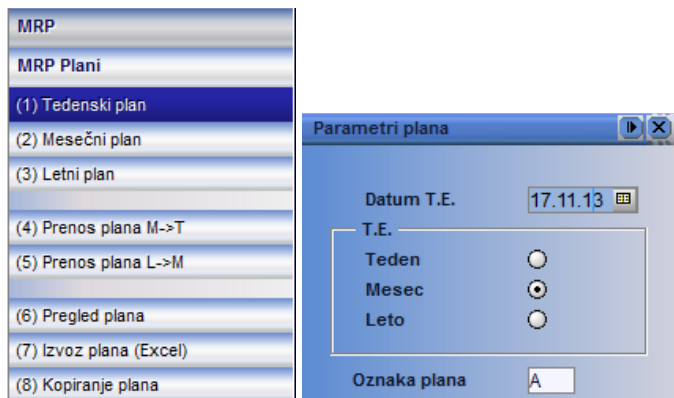 MRP
MRP Plani
(1) Tedenski plan
(2) Mesečni plan
(3) Letni plan
(4) Prenos plana M->T
(5) Prenos plana L->M
(6) Pregled plana
(7) Izvoz plana (Excel)
(8) Kopiranje plana
Parametri plana
Datum T.E. 17.11.13
T.E.
Teden
Mesec
Leto
Oznaka plana A